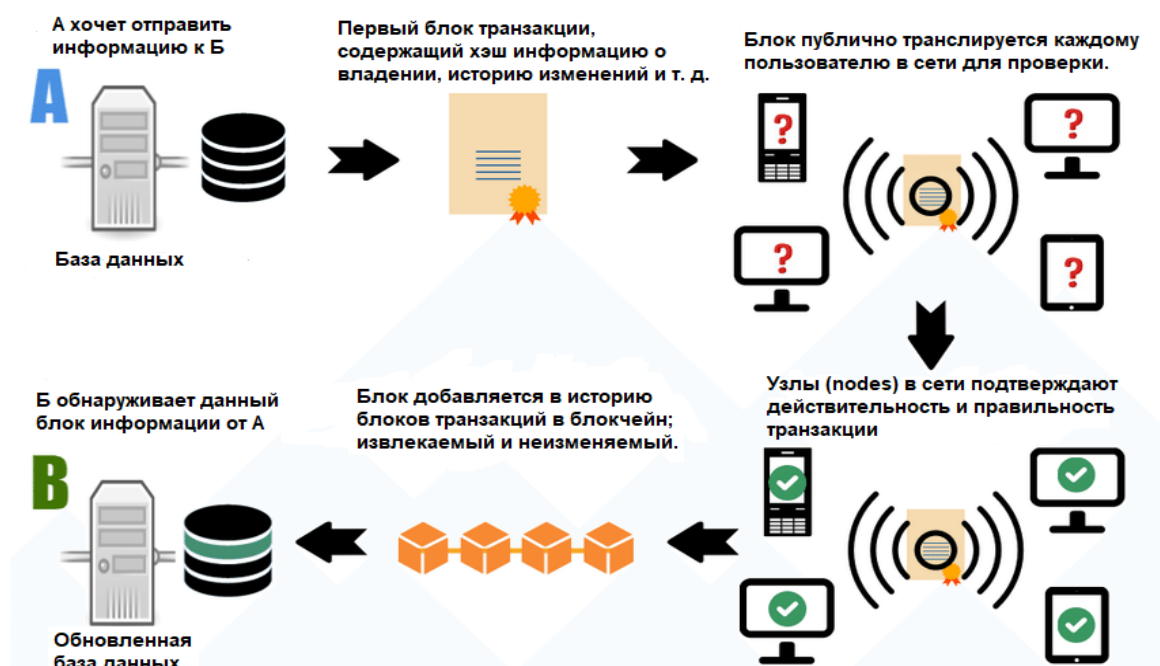 А хочет отправить
информацию к Б
A
База данных
Первый блок транзакции,
содержащий хэш информацию о
владении, историю изменений и т. д.
Блок публично транслируется каждому
пользователю в сети для проверки.
?
?
?
?
Узлы (nodes) в сети подтверждают
действительность и правильность
транзакции
Блок добавляется в историю
блоков транзакций в блокчейн;
извлекаемый и неизменяемый.
Б обнаруживает данный
блок информации от А
B
Обновленная
база данных